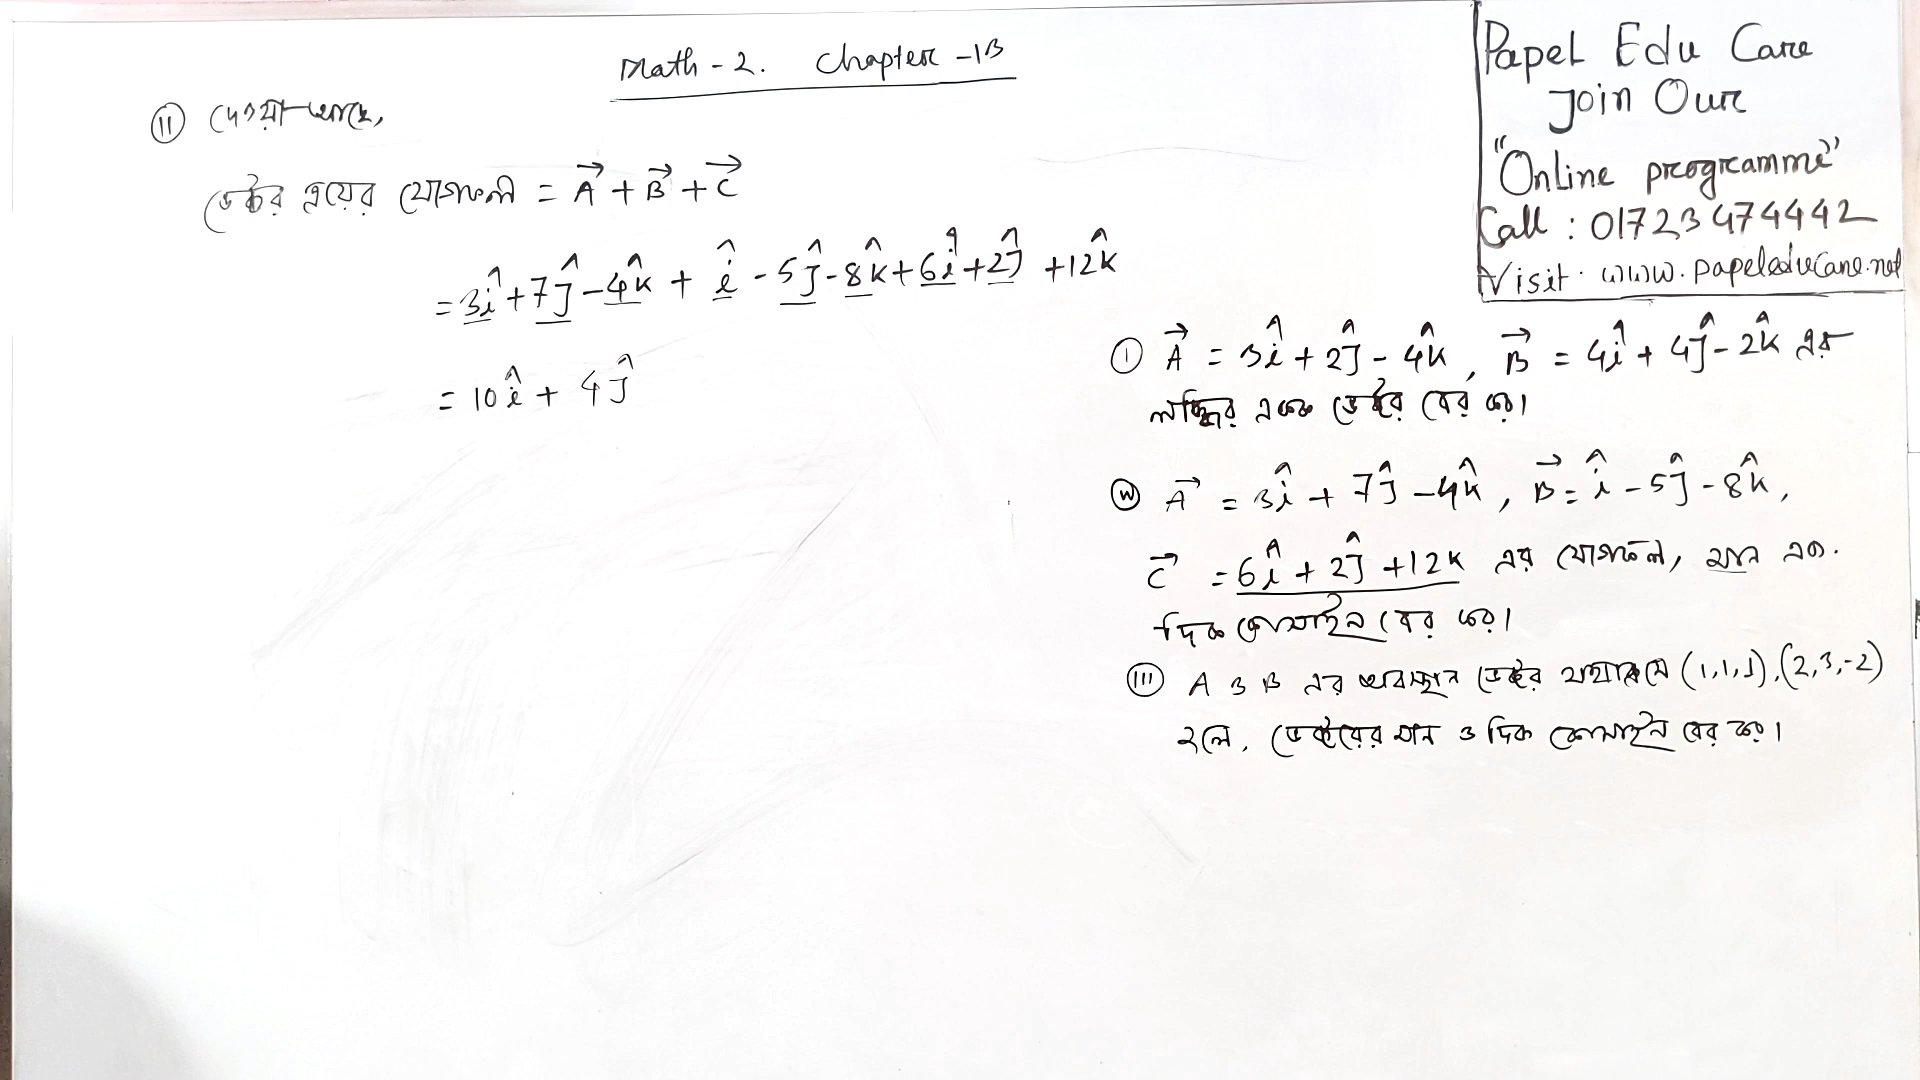 Math - 2. Chapter - 1B
Papel Edu Care
Join Our
"Online programme"
Call : 01723474442
Visit. www.papeleducare.net
(ii) দেওয়া আছে,
ভেক্টর ত্রয়ের যোগফল = A⃗ + B⃗ + C⃗
= 3î + 7ĵ - 4k̂ + î - 5ĵ - 8k̂ + 6î + 2ĵ + 12k̂
= 10î + 4ĵ
(i) A⃗ = 3î + 2ĵ - 4k̂, B⃗ = 4î + 4ĵ - 2k̂ এর
লব্ধির একক ভেক্টর বের কর।
(ii) A⃗ = 3î + 7ĵ - 4k̂, B⃗ = î - 5ĵ - 8k̂,
C⃗ = 6î + 2ĵ + 12k এর যোগফল, মান এবং
দিক কোসাইন বের কর।
(iii) A ও B এর অবস্থান ভেক্টর যথাক্রমে (1,1,1), (2,3,-2)
হলে, ভেক্টরের মান ও দিক কোসাইন বের কর।